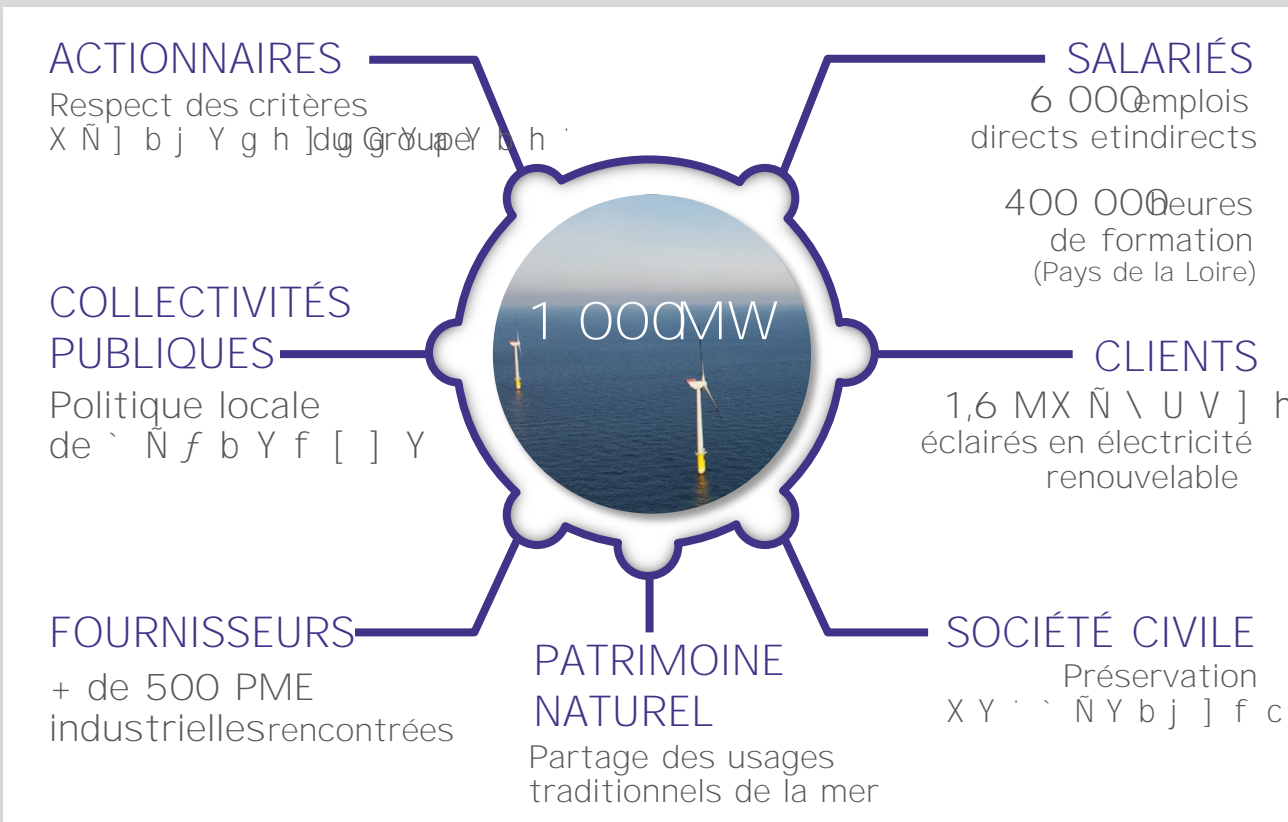 ACTIONNAIRES
Respect des critères
du Groupe
COLLECTIVITÉS
PUBLIQUES
Politique locale
de
FOURNISSEURS
+ de 500 PME
industrielles rencontrées
1 000 MW
PATRIMOINE
NATUREL
Partage des usages
traditionnels de la mer
SALARIÉS
6 000 emplois
directs et indirects
400 000 heures
de formation
(Pays de la Loire)
CLIENTS
1,6 M
éclairés en électricité
renouvelable
SOCIÉTÉ CIVILE
Préservation